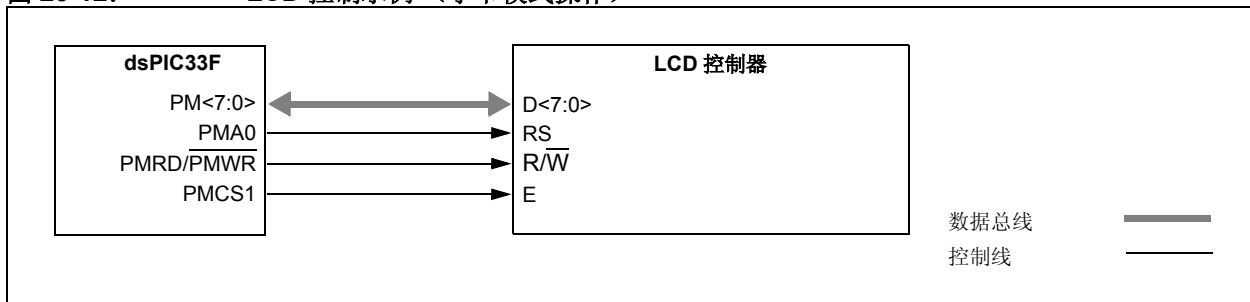 dsPIC33F
LCD 控制器
PM<7:0>
D<7:0>
PMA0
RS
PMRD/PMWR
R/W
PMCS1
E
数据总线
控制线